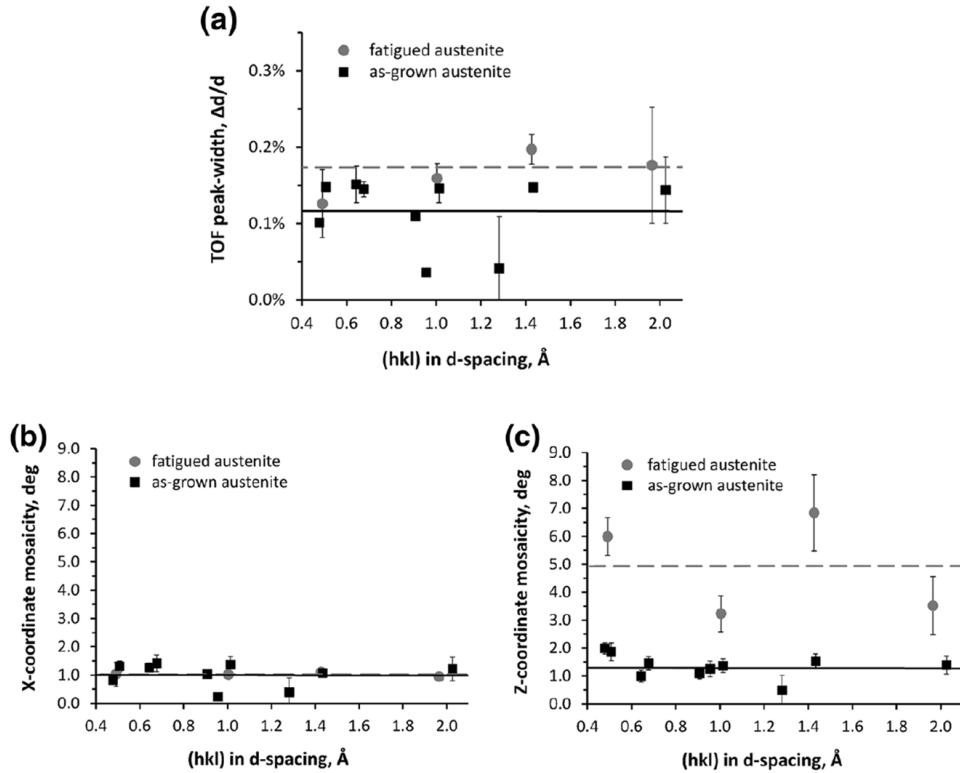 (a)
fatigued austenite
as-grown austenite
TOF peak-width, Δd/d
0.3%
0.2%
0.1%
0.0%
0.4 0.6 0.8 1.0 1.2 1.4 1.6 1.8 2.0
(hkl) in d-spacing, Å
(b)
fatigued austenite
as-grown austenite
X-coordinate mosaicity, deg
9.0
8.0
7.0
6.0
5.0
4.0
3.0
2.0
1.0
0.0
0.4 0.6 0.8 1.0 1.2 1.4 1.6 1.8 2.0
(hkl) in d-spacing, Å
(c)
fatigued austenite
as-grown austenite
Z-coordinate mosaicity, deg
9.0
8.0
7.0
6.0
5.0
4.0
3.0
2.0
1.0
0.0
0.4 0.6 0.8 1.0 1.2 1.4 1.6 1.8 2.0
(hkl) in d-spacing, Å